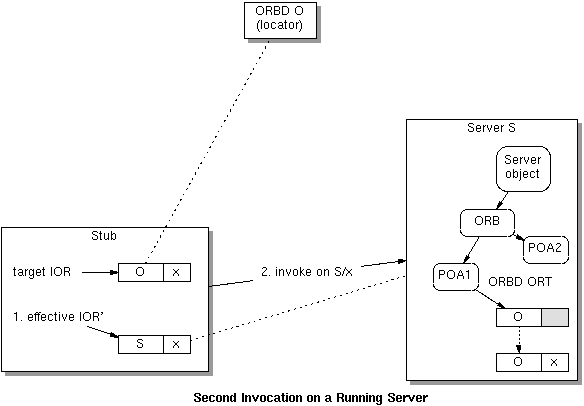 ORBD O
(locator)
Server S
Server
object
ORB
POA2
POA1
ORBD ORT
O
O x
Stub
target IOR
O x
1. effective IOR'
S x
2. invoke on S/x
Second Invocation on a Running Server